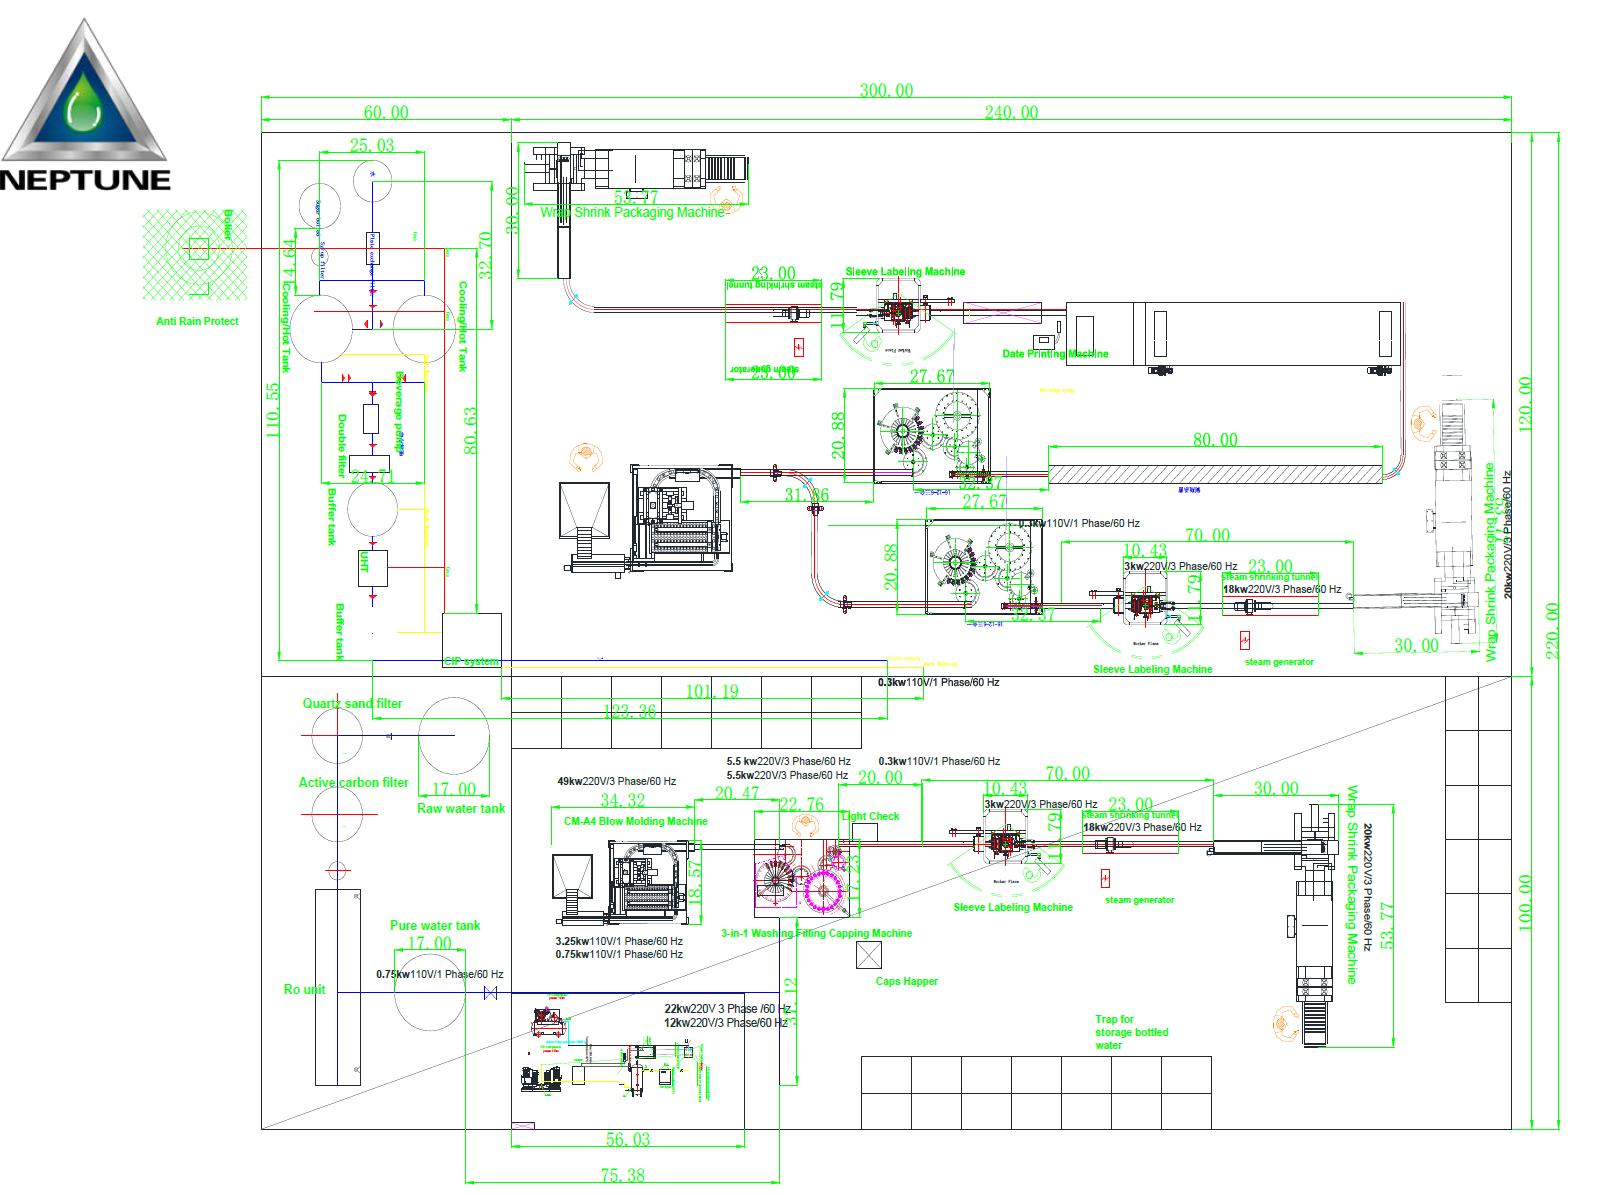 NEPTUNE
300.00
60.00
240.00
25.03
水
53.77
30.00
Wrap Shrink Packaging Machine
Boiler
Anti Rain Protect
14.64
32.70
Cooling/Hot Tank
Cooling/Hot Tank
23.00
steam shrinking tunnel
Sleeve Labeling Machine
11.79
Worker Place
steam generator
23.00
Date Printing Machine
110.55
80.63
Beverage pump
Double filter
24.71
Buffer tank
UHT
Buffer tank
CIP system
27.67
20.88
31.86
32.37
80.00
27.67
20.88
32.37
0.3kw110V/1 Phase/60 Hz
70.00
10.43
3kw220V/3 Phase/60 Hz
11.79
23.00
steam shrinking tunnel
18kw220V/3 Phase/60 Hz
Worker Place
Sleeve Labeling Machine
steam generator
30.00
Wrap Shrink Packaging Machine
20kw220V/3 Phase/60 Hz
120.00
220.00
100.00
0.3kw110V/1 Phase/60 Hz
101.19
123.36
Quartz sand filter
Active carbon filter
17.00
Raw water tank
Pure water tank
17.00
0.75kw110V/1 Phase/60 Hz
Ro unit
49kw220V/3 Phase/60 Hz
34.32
CM-A4 Blow Molding Machine
18.57
3.25kw110V/1 Phase/60 Hz
0.75kw110V/1 Phase/60 Hz
5.5 kw220V/3 Phase/60 Hz
5.5kw220V/3 Phase/60 Hz
0.3kw110V/1 Phase/60 Hz
20.47
22.76
20.00
Light Check
17.23
3-in-1 Washing Filling Capping Machine
Caps Happer
70.00
10.43
3kw220V/3 Phase/60 Hz
11.79
23.00
steam shrinking tunnel
18kw220V/3 Phase/60 Hz
Worker Place
Sleeve Labeling Machine
steam generator
30.00
Wrap Shrink Packaging Machine
20kw220V/3 Phase/60 Hz
53.77
22kw220V 3 Phase /60 Hz
12kw220V/3 Phase/60 Hz
Trap for
storage bottled
water
56.03
75.38